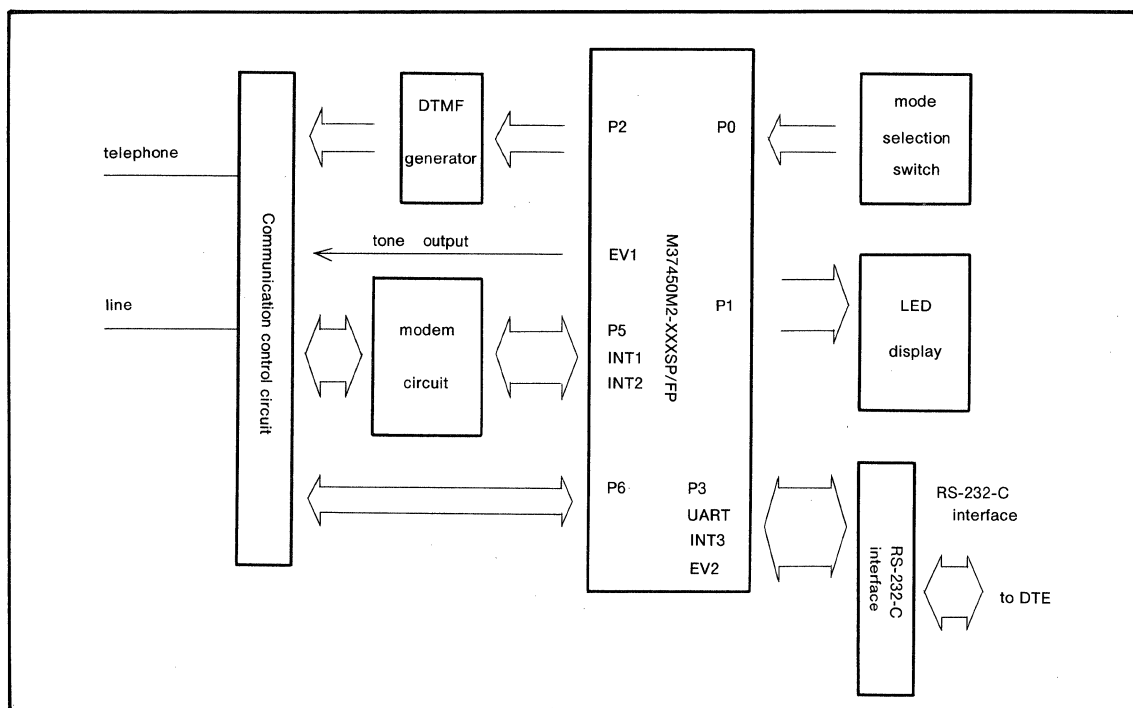 telephone
line
Communication control circuit
DTMF
generator
tone output
modem
circuit
P2
EV1
P5
INT1
INT2
P6
M37450M2-XXXSP/FP
P0
P1
P3
UART
INT3
EV2
mode
selection
switch
LED
display
RS-232-C
interface
RS-232-C
interface
to DTE